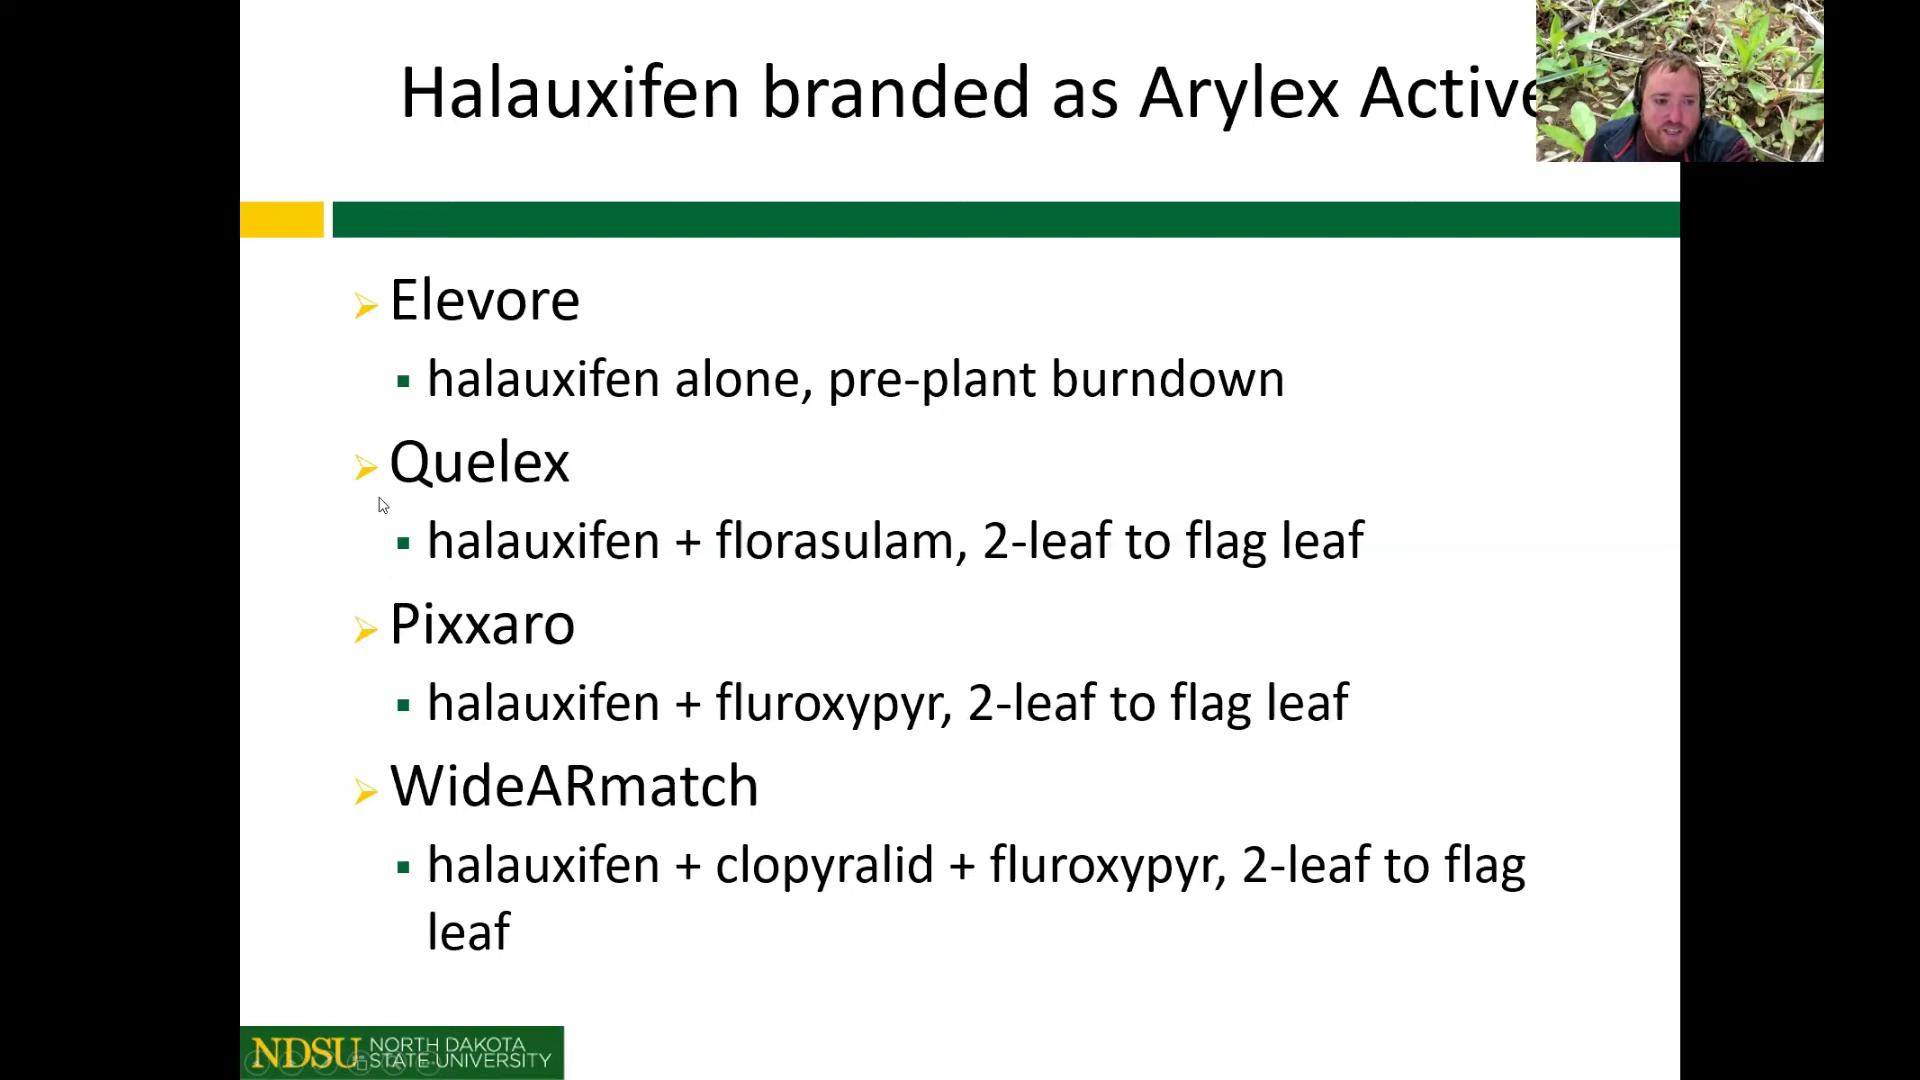 Halauxifen branded as Arylex Active
Elevore
halauxifen alone, pre-plant burndown
Quelex
halauxifen + florasulam, 2-leaf to flag leaf
Pixxaro
halauxifen + fluroxypyr, 2-leaf to flag leaf
WideARmatch
halauxifen + clopyralid + fluroxypyr, 2-leaf to flag
leaf
NDSU NORTH DAKOTA
STATE UNIVERSITY